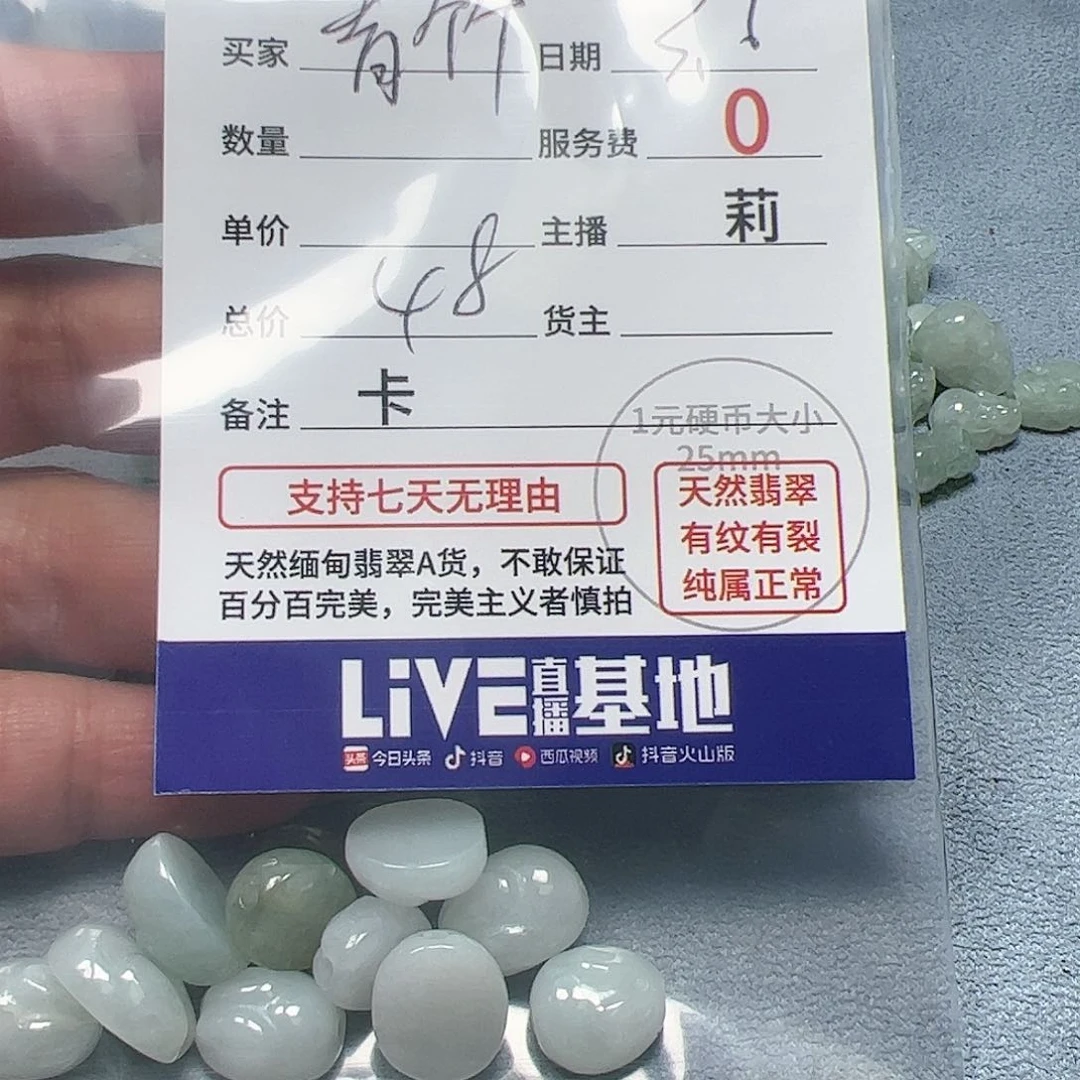 买家 青竹 日期
数量 服务费 0
单价 主播 莉
总价 48 货主
备注 卡
1元硬币大小
25mm
支持七天无理由
天然翡翠
有纹有裂
纯属正常
天然缅甸翡翠A货，不敢保证
百分百完美，完美主义者慎拍
LiVE直播基地
头条 今日头条 抖音 西瓜视频 抖音火山版